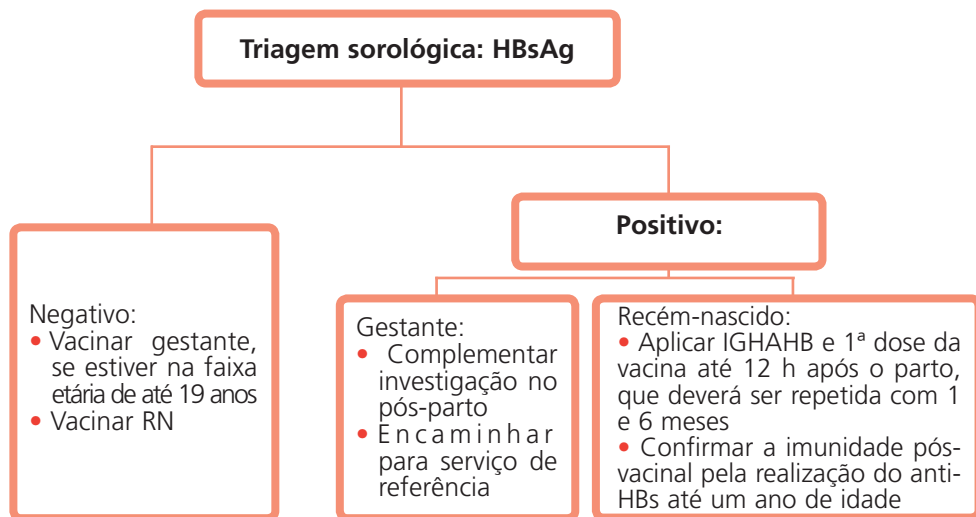 Triagem sorológica: HBsAg
Positivo:
Negativo:
• Vacinar gestante,
se estiver na faixa
etária de até 19 anos
• Vacinar RN
Gestante:
• Complementar
investigação no
pós-parto
• Encaminhar
para serviço de
referência
Recém-nascido:
• Aplicar IGHAHB e 1ª dose da
vacina até 12 h após o parto,
que deverá ser repetida com 1
e 6 meses
• Confirmar a imunidade pós-
vacinal pela realização do anti-
HBs até um ano de idade